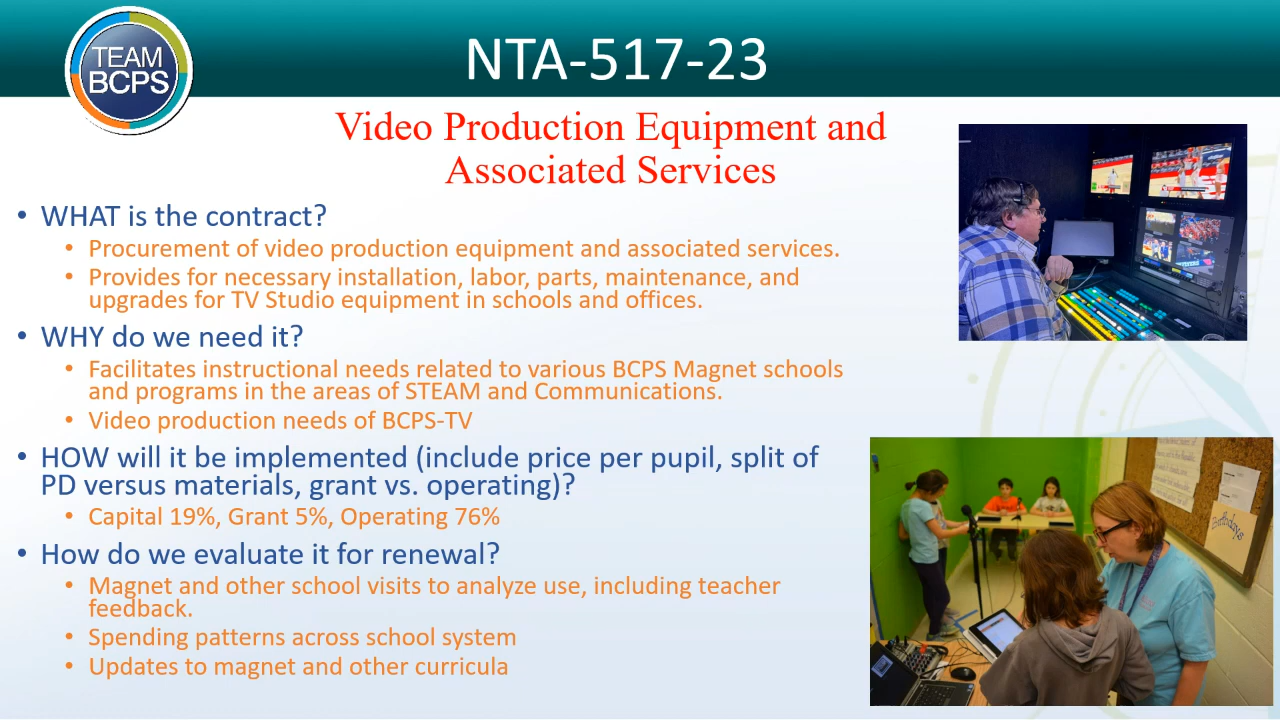 TEAM
BCPS
NTA-517-23
Video Production Equipment and
Associated Services
• WHAT is the contract?
• Procurement of video production equipment and associated services.
• Provides for necessary installation, labor, parts, maintenance, and
upgrades for TV Studio equipment in schools and offices.
• WHY do we need it?
• Facilitates instructional needs related to various BCPS Magnet schools
and programs in the areas of STEAM and Communications.
• Video production needs of BCPS-TV
• HOW will it be implemented (include price per pupil, split of
PD versus materials, grant vs. operating)?
• Capital 19%, Grant 5%, Operating 76%
• How do we evaluate it for renewal?
• Magnet and other school visits to analyze use, including teacher
feedback.
• Spending patterns across school system
• Updates to magnet and other curricula
Birthdays